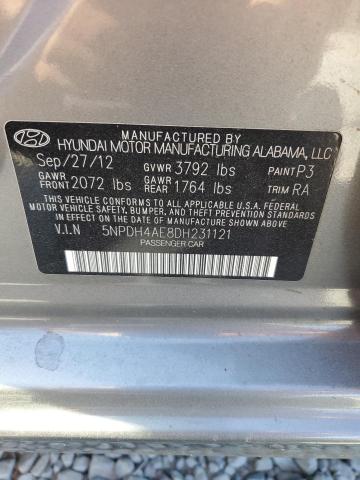 MANUFACTURED BY
HYUNDAI MOTOR MANUFACTURING ALABAMA, LLC
Sep/27/12 GVWR 3792 lbs PAINT P3
GAWR FRONT 2072 lbs GAWR REAR 1764 lbs TRIM RA
THIS VEHICLE CONFORMS TO ALL APPLICABLE U.S.A. FEDERAL
MOTOR VEHICLE SAFETY, BUMPER, AND THEFT PREVENTION STANDARDS
IN EFFECT ON THE DATE OF MANUFACTURE SHOWN ABOVE.
V.I.N 5NPDH4AE8DH231121
PASSENGER CAR